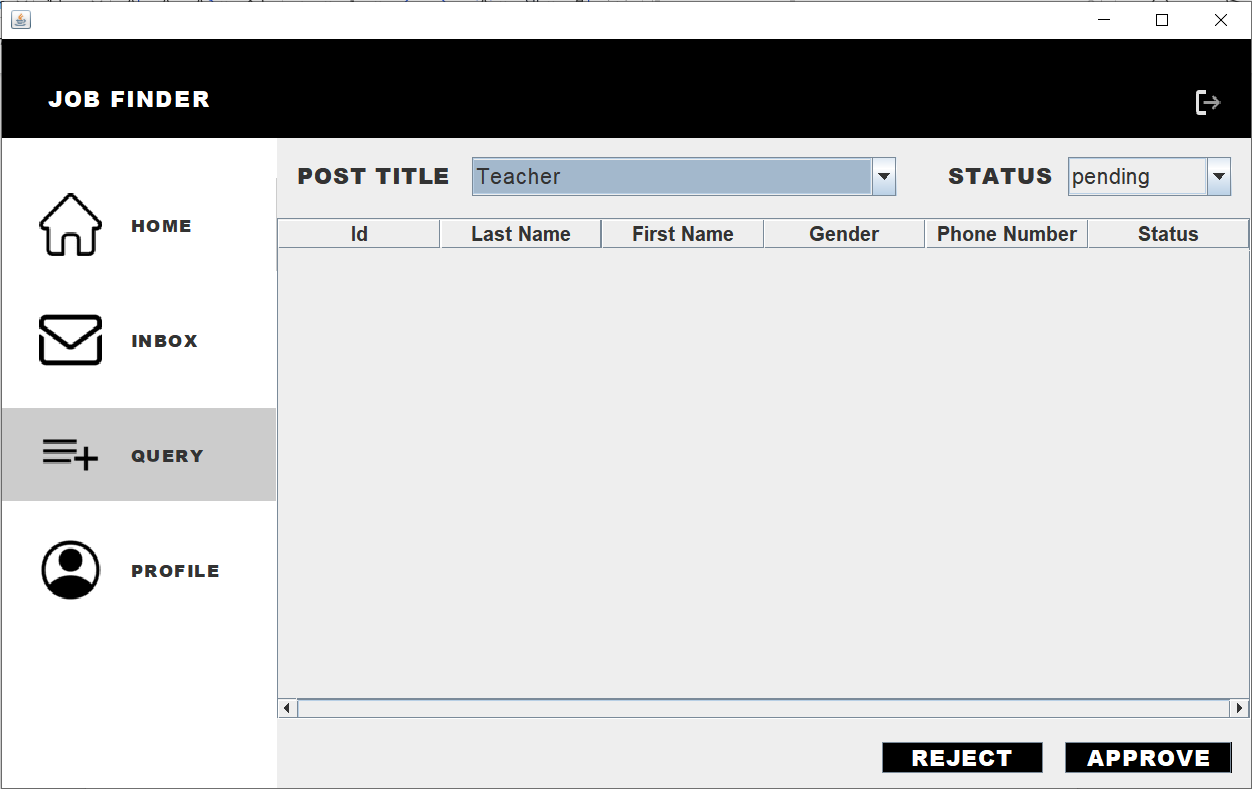 JOB FINDER
HOME
INBOX
QUERY
PROFILE
POST TITLE Teacher STATUS pending
Id Last Name First Name Gender Phone Number Status
REJECT APPROVE